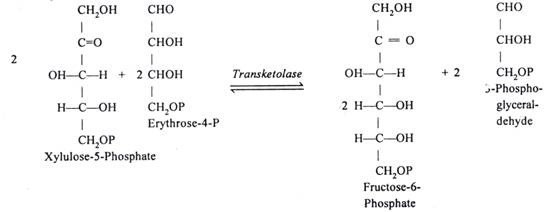 2
CH₂OH
C=O
OH—C—H
H—C—OH
CH₂OP
Xylulose-5-Phosphate
+ 2
CHO
CHOH
CHOH
CH₂OP
Erythrose-4-P
Transketolase
CH₂OH
C = O
OH—C—H
2 H—C—OH
H—C—OH
CH₂OP
Fructose-6-
Phosphate
+ 2
CHO
CHOH
CH₂OP
-Phospho-
glyceral-
dehyde